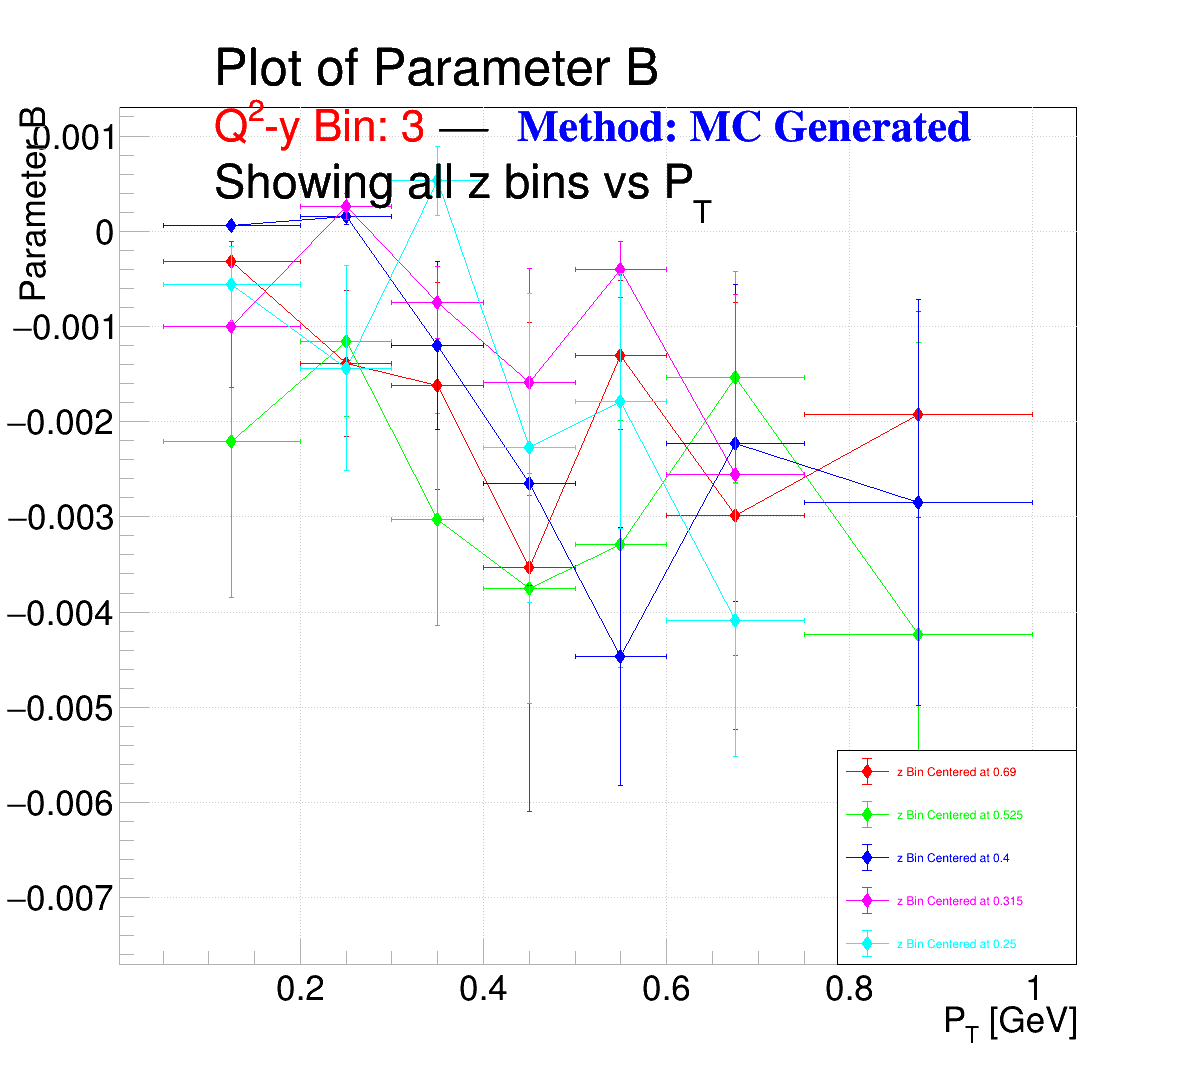 Plot of Parameter B
Q²-y Bin: 3 — Method: MC Generated
Showing all z bins vs P_T
Parameter B
0.001
0
−0.001
−0.002
−0.003
−0.004
−0.005
−0.006
−0.007
z Bin Centered at 0.69
z Bin Centered at 0.525
z Bin Centered at 0.4
z Bin Centered at 0.315
z Bin Centered at 0.25
0.2 0.4 0.6 0.8 1
P_T [GeV]